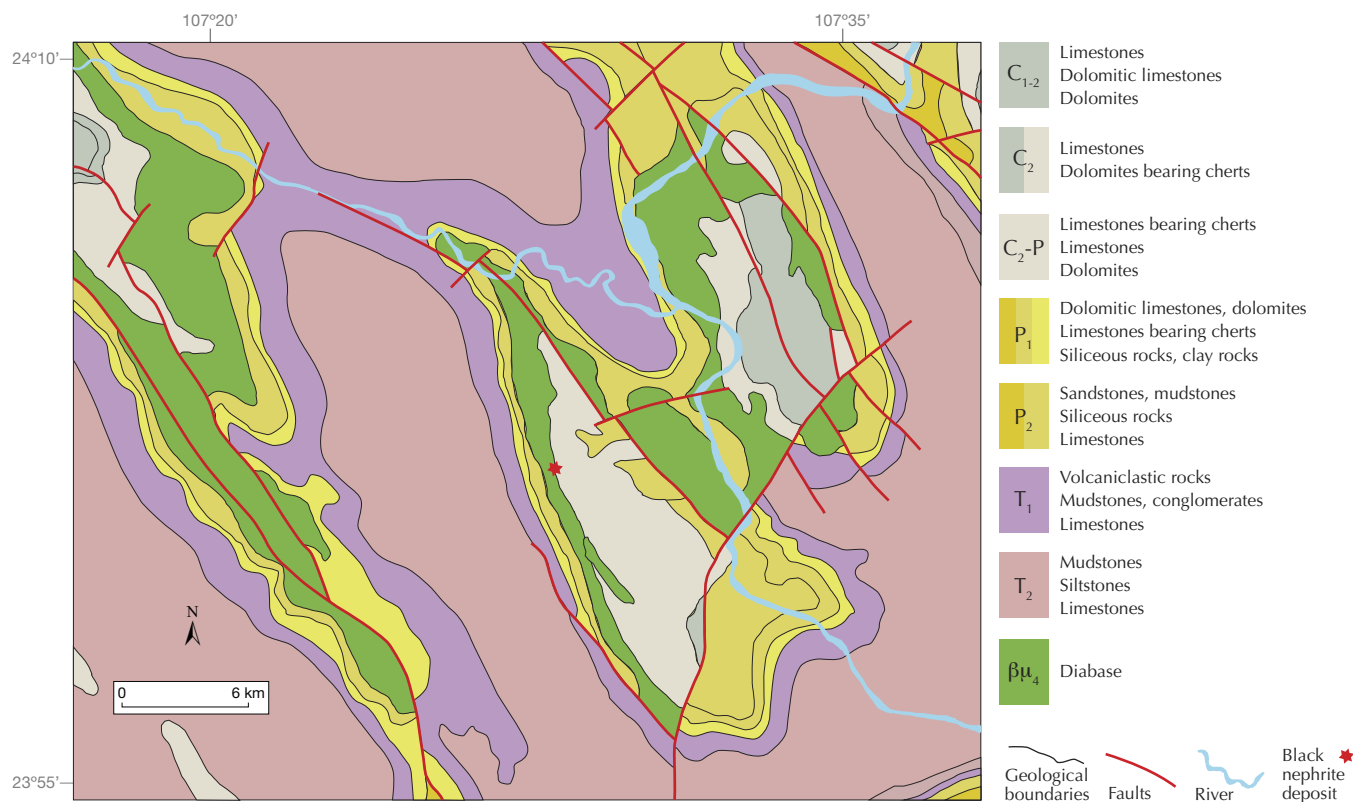 107°20'
107°35'
24°10'
23°55'
N
0 6 km
C1-2
Limestones
Dolomitic limestones
Dolomites
C2
Limestones
Dolomites bearing cherts
C2-P
Limestones bearing cherts
Limestones
Dolomites
P1
Dolomitic limestones, dolomites
Limestones bearing cherts
Siliceous rocks, clay rocks
P2
Sandstones, mudstones
Siliceous rocks
Limestones
T1
Volcaniclastic rocks
Mudstones, conglomerates
Limestones
T2
Mudstones
Siltstones
Limestones
βμ4
Diabase
Geological
boundaries
Faults
River
Black
nephrite
deposit